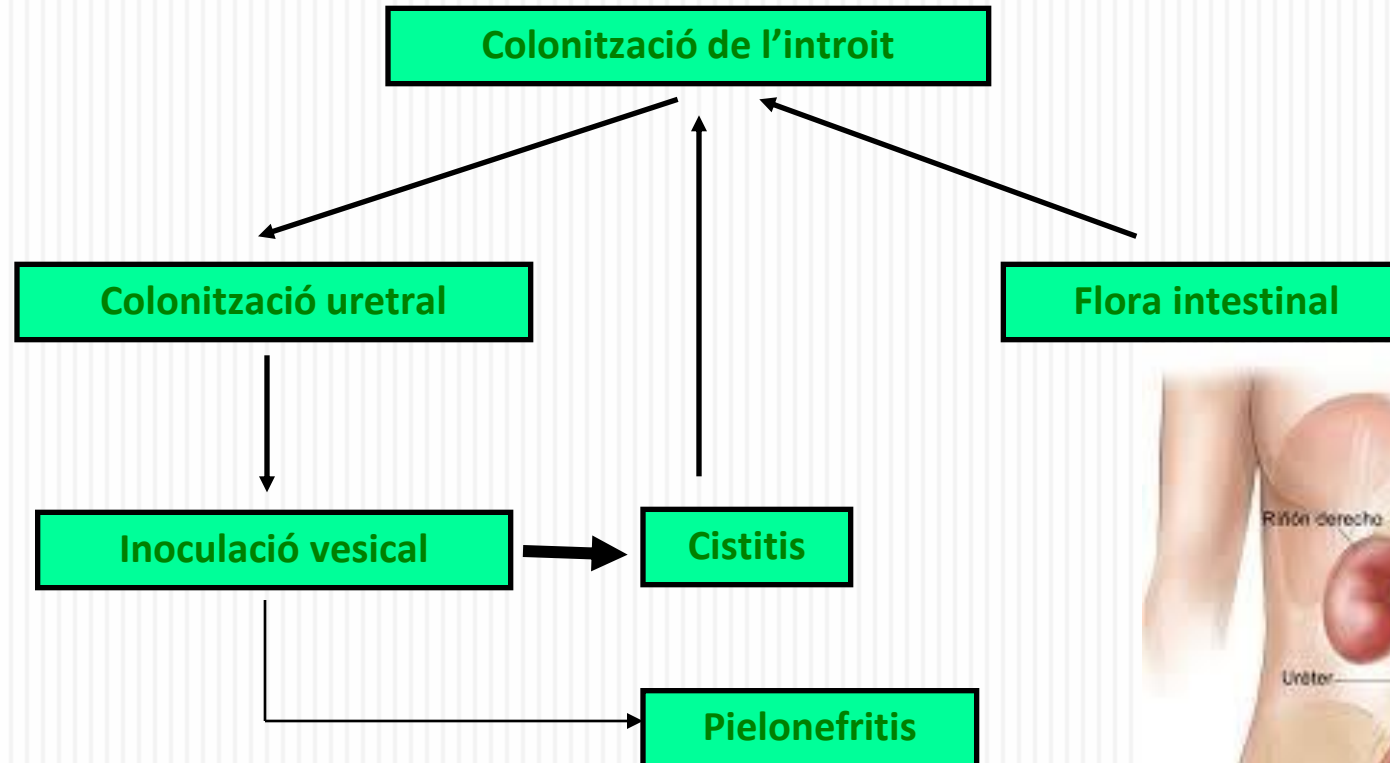 Colonització de l’introit
Colonització uretral
Flora intestinal
Inoculació vesical
Cistitis
Riñón derecho
Uréter
Pielonefritis